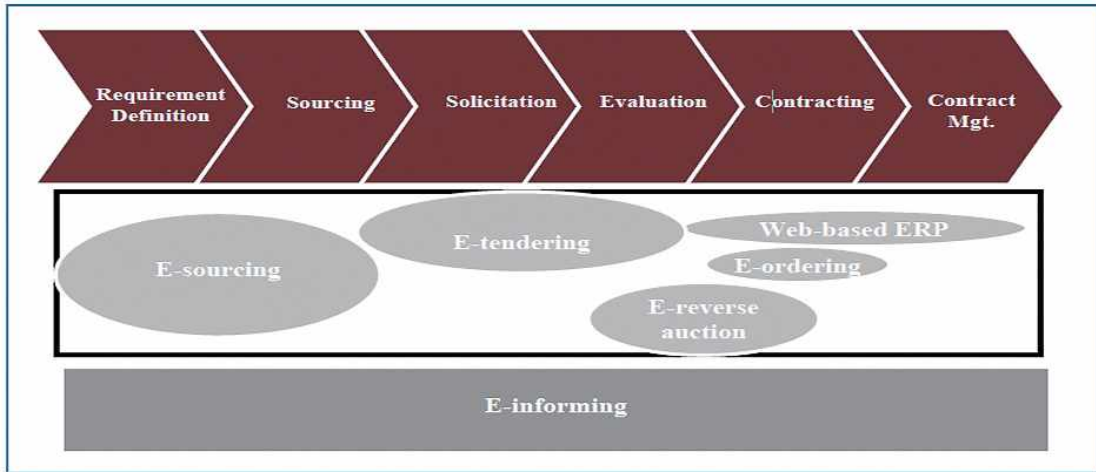 Requirement
Definition
Sourcing
Solicitation
Evaluation
Contracting
Contract
Mgt.
E-sourcing
E-tendering
Web-based ERP
E-ordering
E-reverse
auction
E-informing